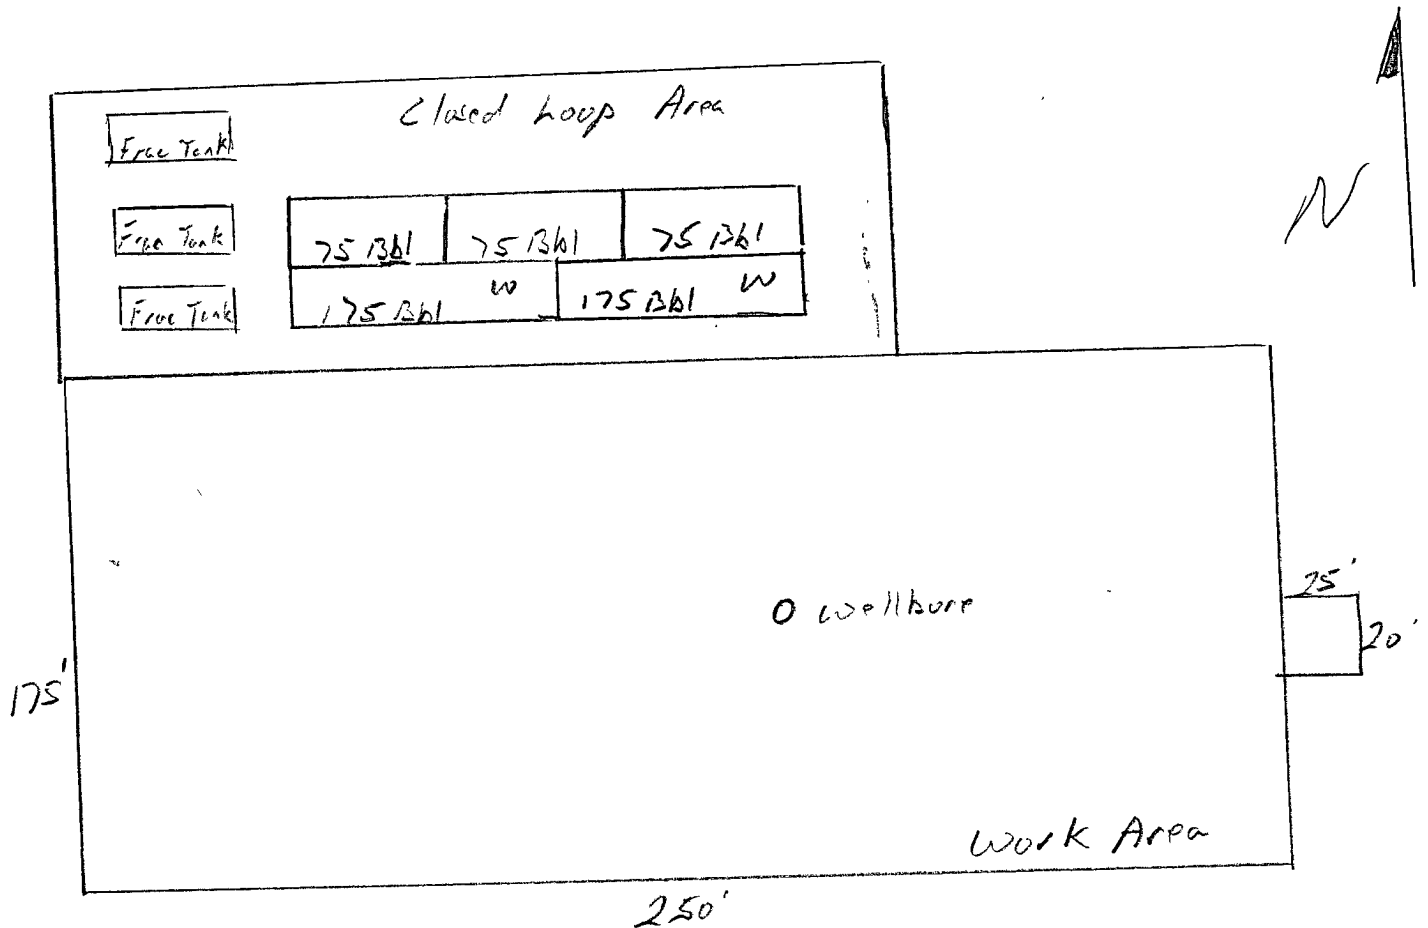 Closed Loop Area
Frac Tank
Frac Tank
Frac Tank
75 Bbl
75 Bbl
75 Bbl
175 Bbl W
175 Bbl W
N
O Wellbore
25'
20'
175'
Work Area
250'